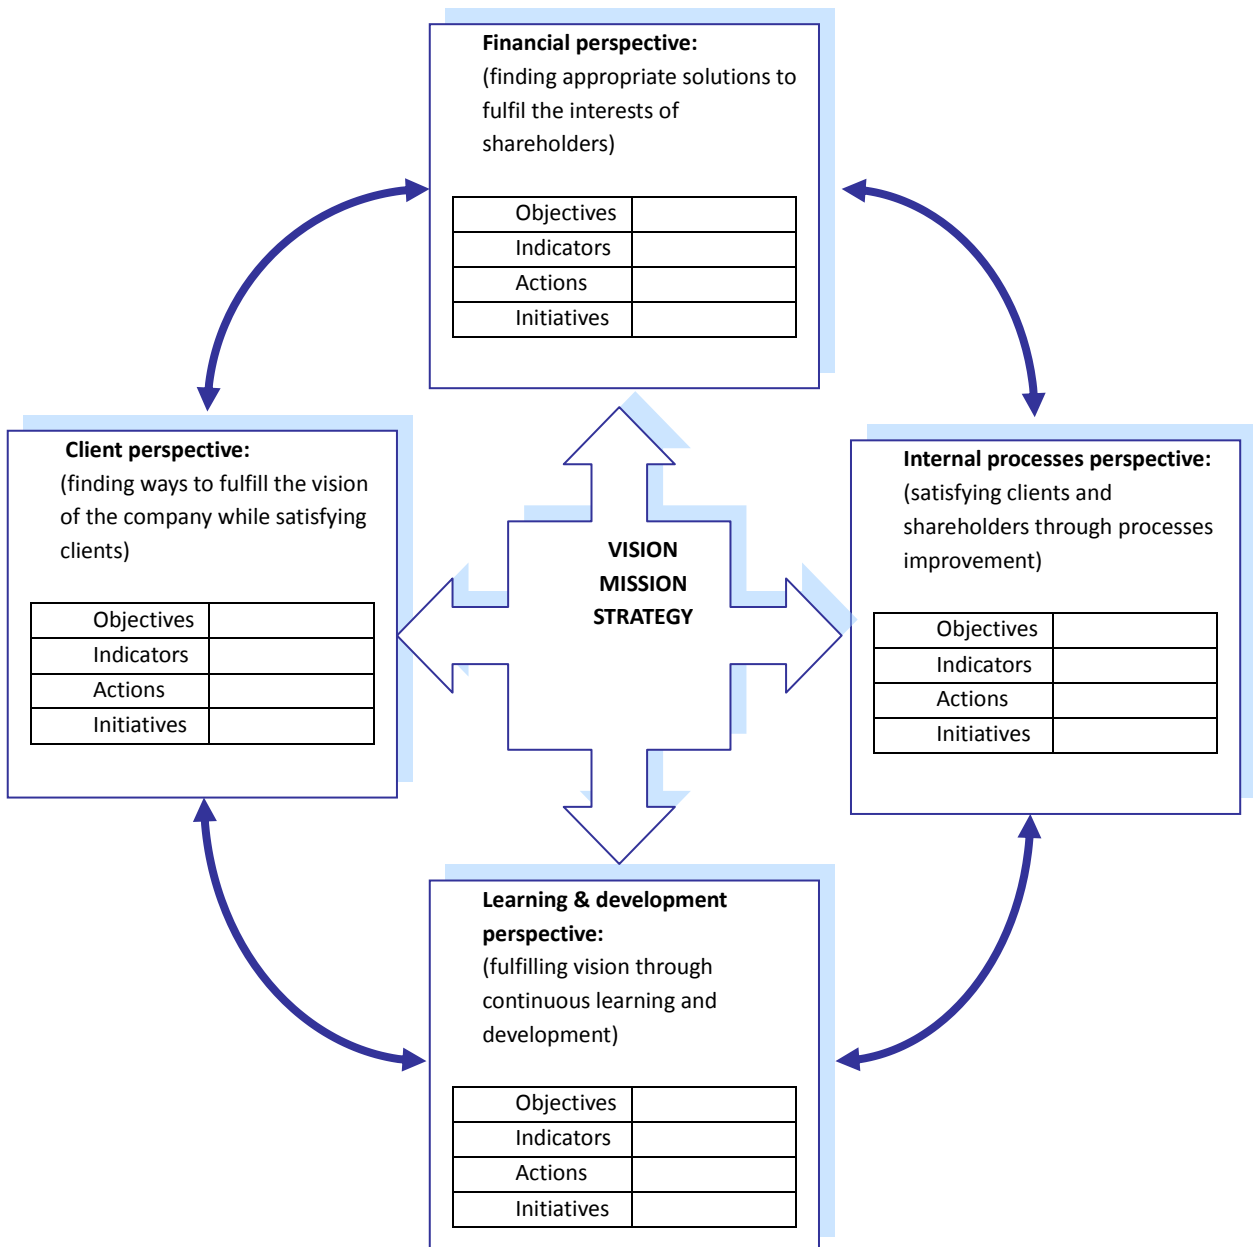 Financial perspective:
(finding appropriate solutions to
fulfil the interests of
shareholders)
Objectives
Indicators
Actions
Initiatives
Client perspective:
(finding ways to fulfill the vision
of the company while satisfying
clients)
Objectives
Indicators
Actions
Initiatives
VISION
MISSION
STRATEGY
Internal processes perspective:
(satisfying clients and
shareholders through processes
improvement)
Objectives
Indicators
Actions
Initiatives
Learning & development
perspective:
(fulfilling vision through
continuous learning and
development)
Objectives
Indicators
Actions
Initiatives